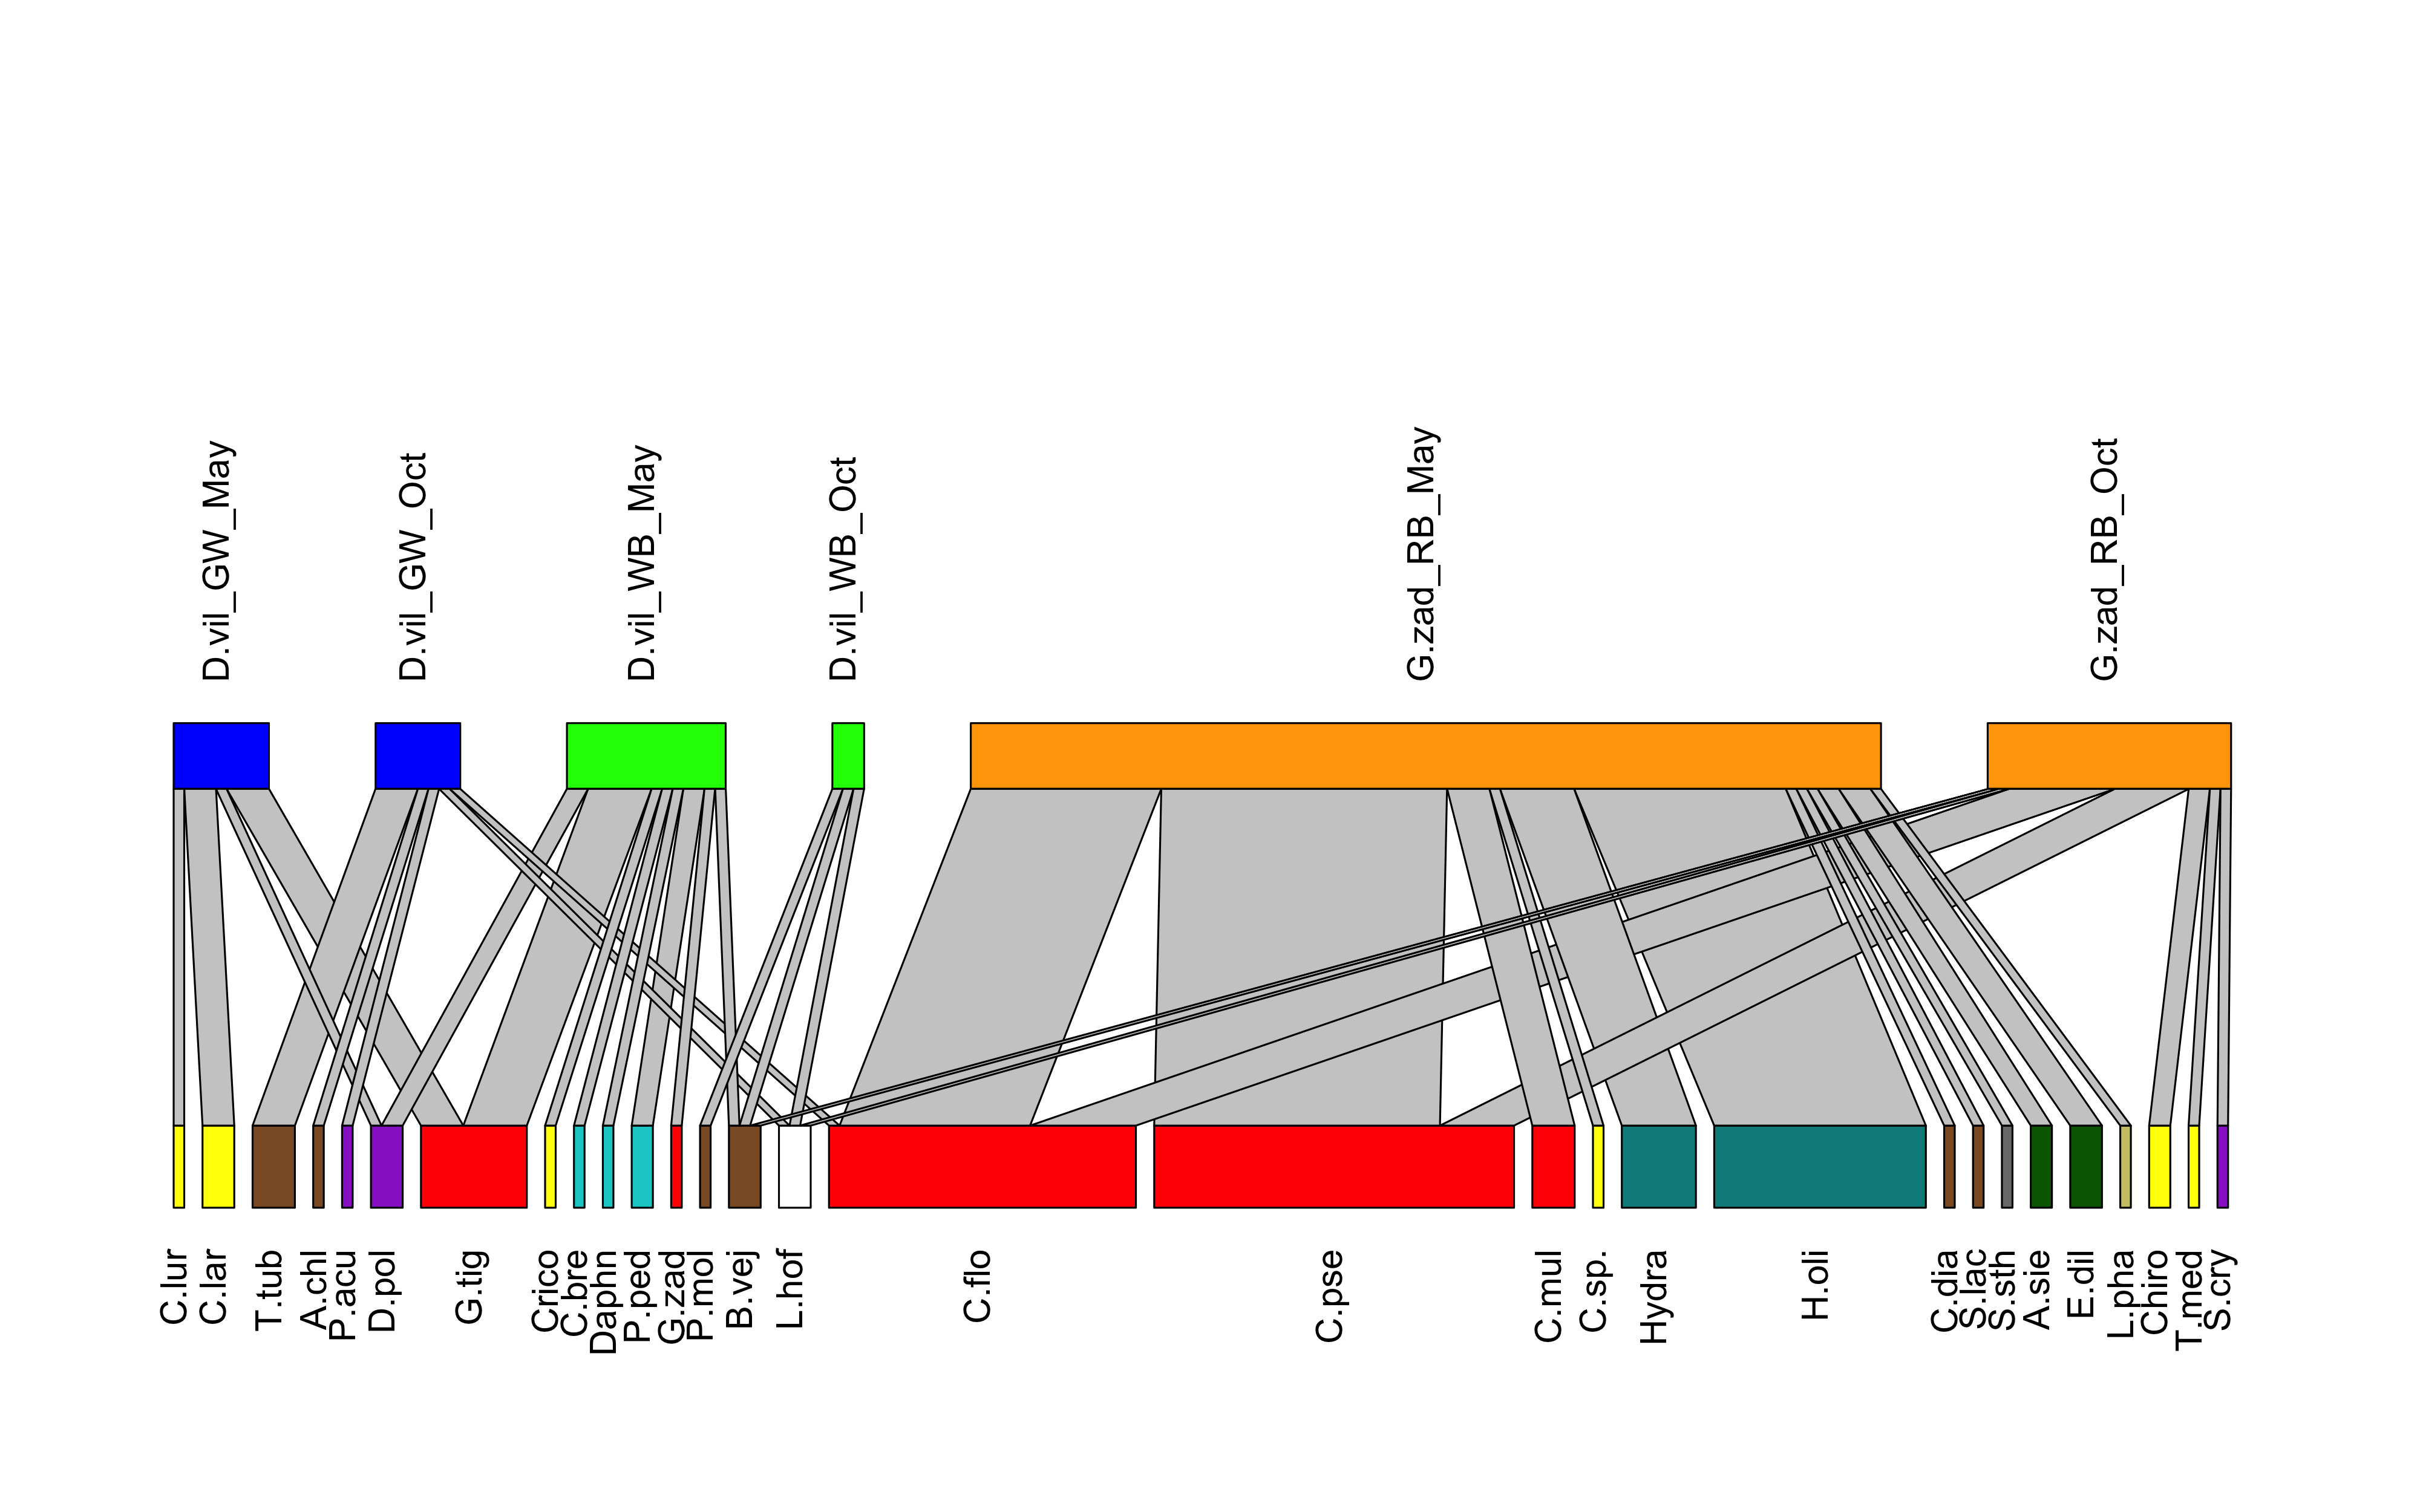 D.vil_GW_May
D.vil_GW_Oct
D.vil_WB_May
D.vil_WB_Oct
G.zad_RB_May
G.zad_RB_Oct
C.lur
C.lar
T.tub
A.chl
P.acu
D.pol
G.tig
Crico
C.bre
Daphn
P.ped
G.zad
P.mol
B.vej
L.hof
C.flo
C.pse
C.mul
C.sp.
Hydra
H.oli
C.dia
S.lac
S.sth
A.sie
E.dil
L.pha
Chiro
T.med
S.cry